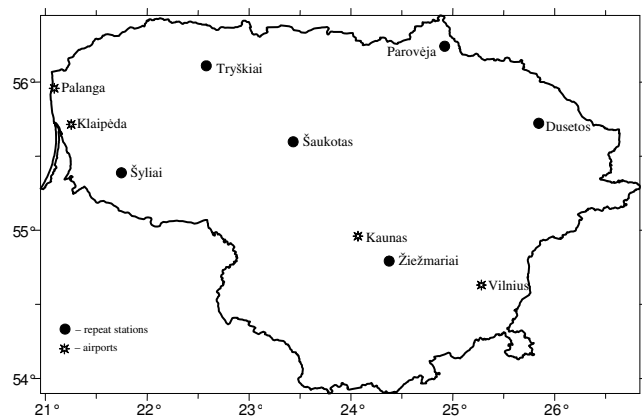 Parovėja
Tryškiai
56°
Palanga
Klaipėda
Dusetos
Šaukotas
Šyliai
55°
Kaunas
Žiežmariai
Vilnius
– repeat stations
– airports
54°
21° 22° 23° 24° 25° 26°